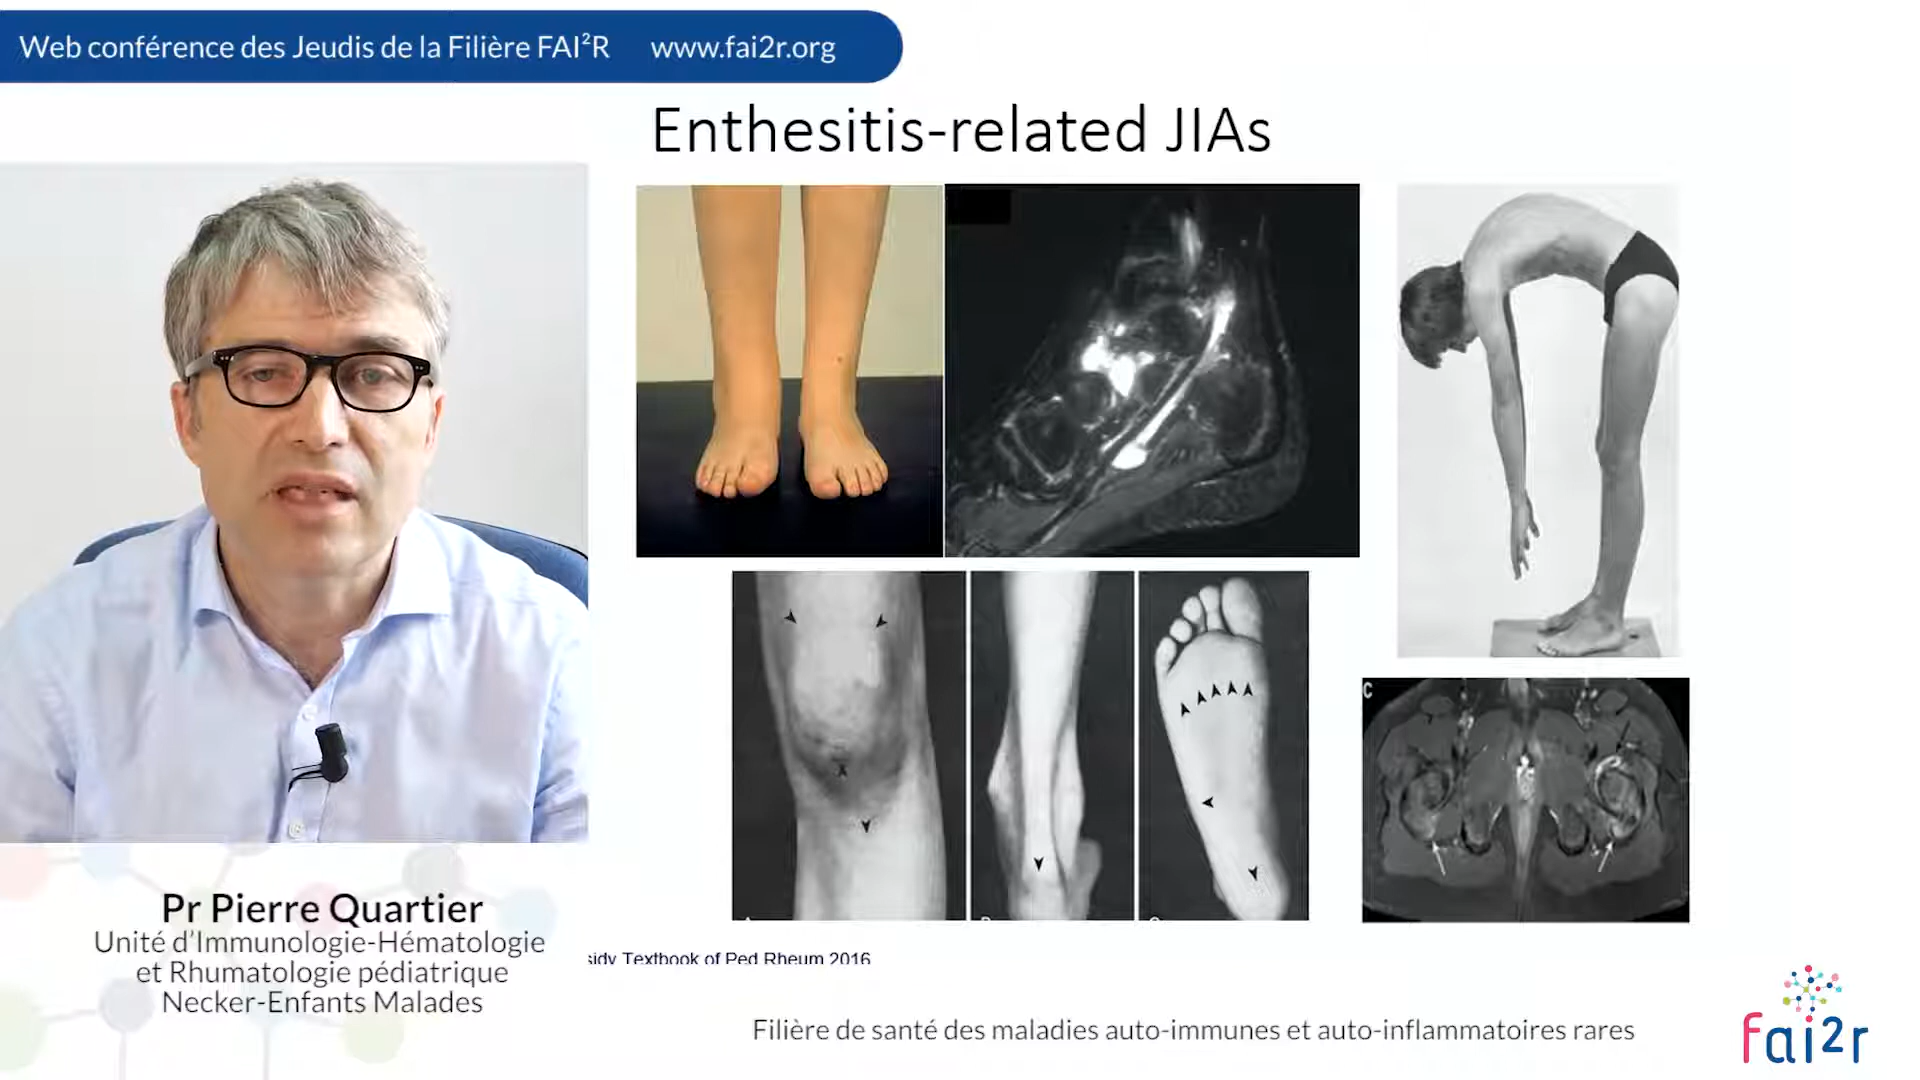 Web conférence des Jeudis de la Filière FAI²R www.fai2r.org
Enthesitis-related JIAs
C
Pr Pierre Quartier
Unité d'Immunologie-Hématologie
et Rhumatologie pédiatrique
Necker-Enfants Malades
Textbook of Ped Rheum 2016
Filière de santé des maladies auto-immunes et auto-inflammatoires rares
fai2r